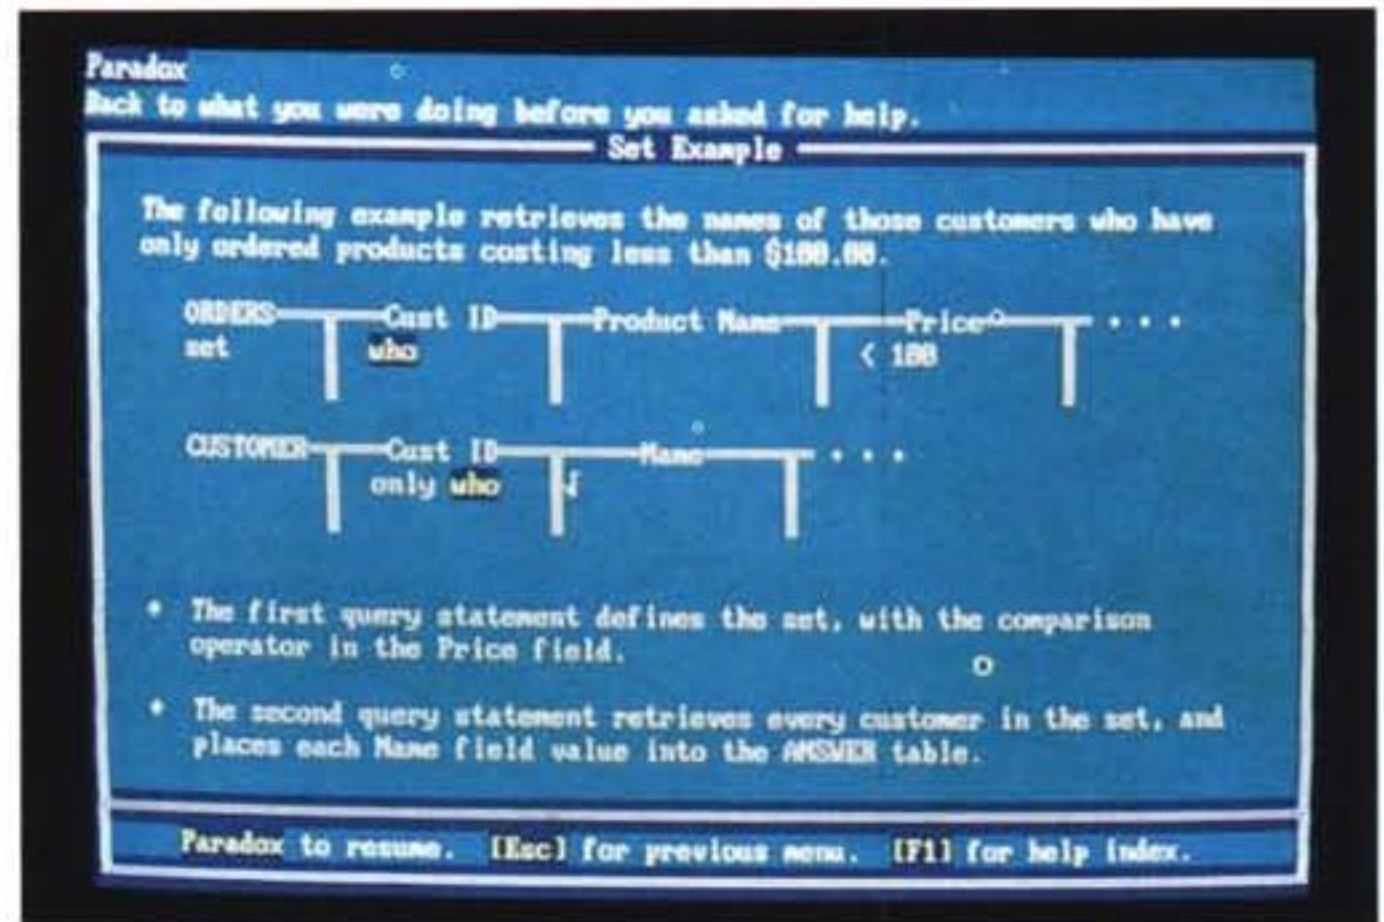 Paradox
Back to what you were doing before you asked for help.
Set Example
The following example retrieves the names of those customers who have
only ordered products costing less than $100.00.
ORDERS Cust ID Product Name Price • • •
set who < 100
CUSTOMER Cust ID Name • • •
only who √
• The first query statement defines the set, with the comparison
operator in the Price field.
• The second query statement retrieves every customer in the set, and
places each Name field value into the ANSWER table.
Paradox to resume. [Esc] for previous menu. [F1] for help index.